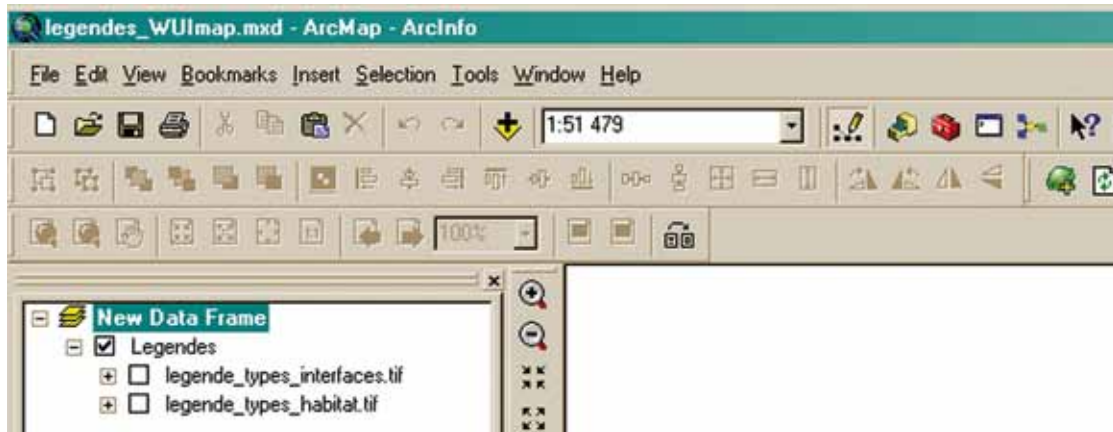 legendes_WUImap.mxd - ArcMap - ArcInfo
File Edit View Bookmarks Insert Selection Tools Window Help
1:51 479
100%
New Data Frame
Legendes
legende_types_interfaces.tif
legende_types_habitat.tif